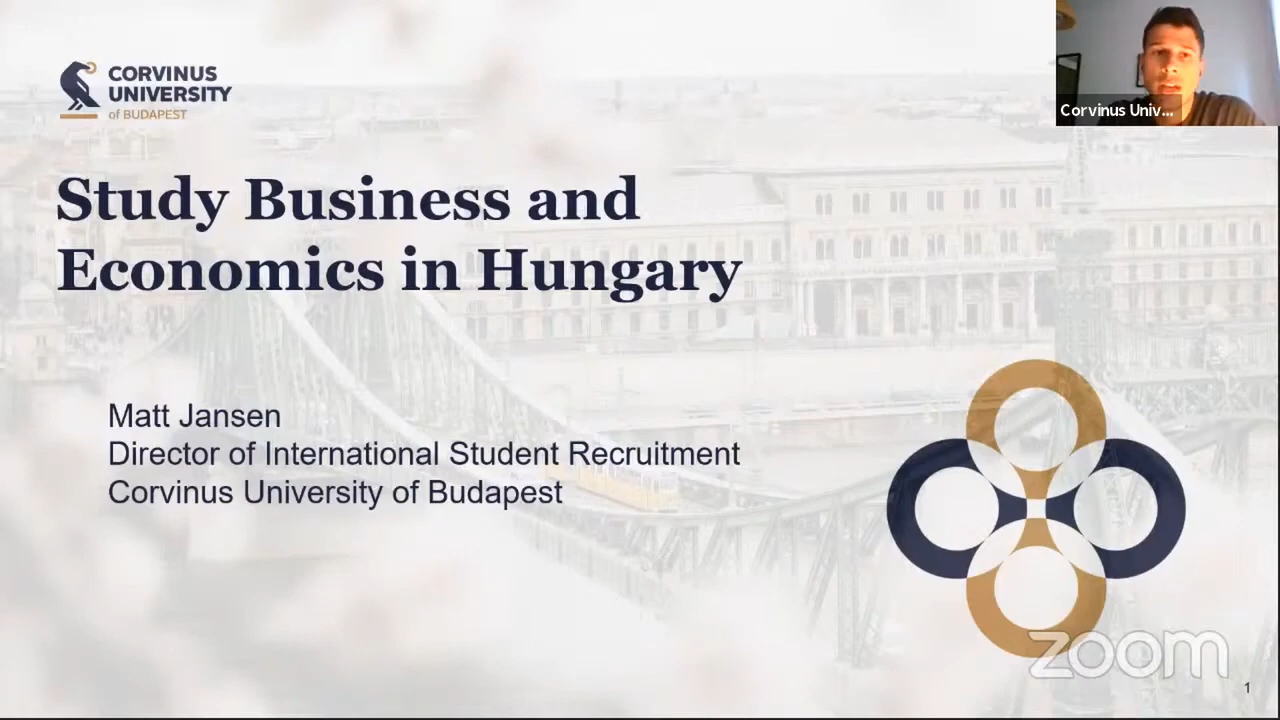 CORVINUS
UNIVERSITY
of BUDAPEST
Corvinus Univ...
Study Business and
Economics in Hungary
Matt Jansen
Director of International Student Recruitment
Corvinus University of Budapest
zoom
1